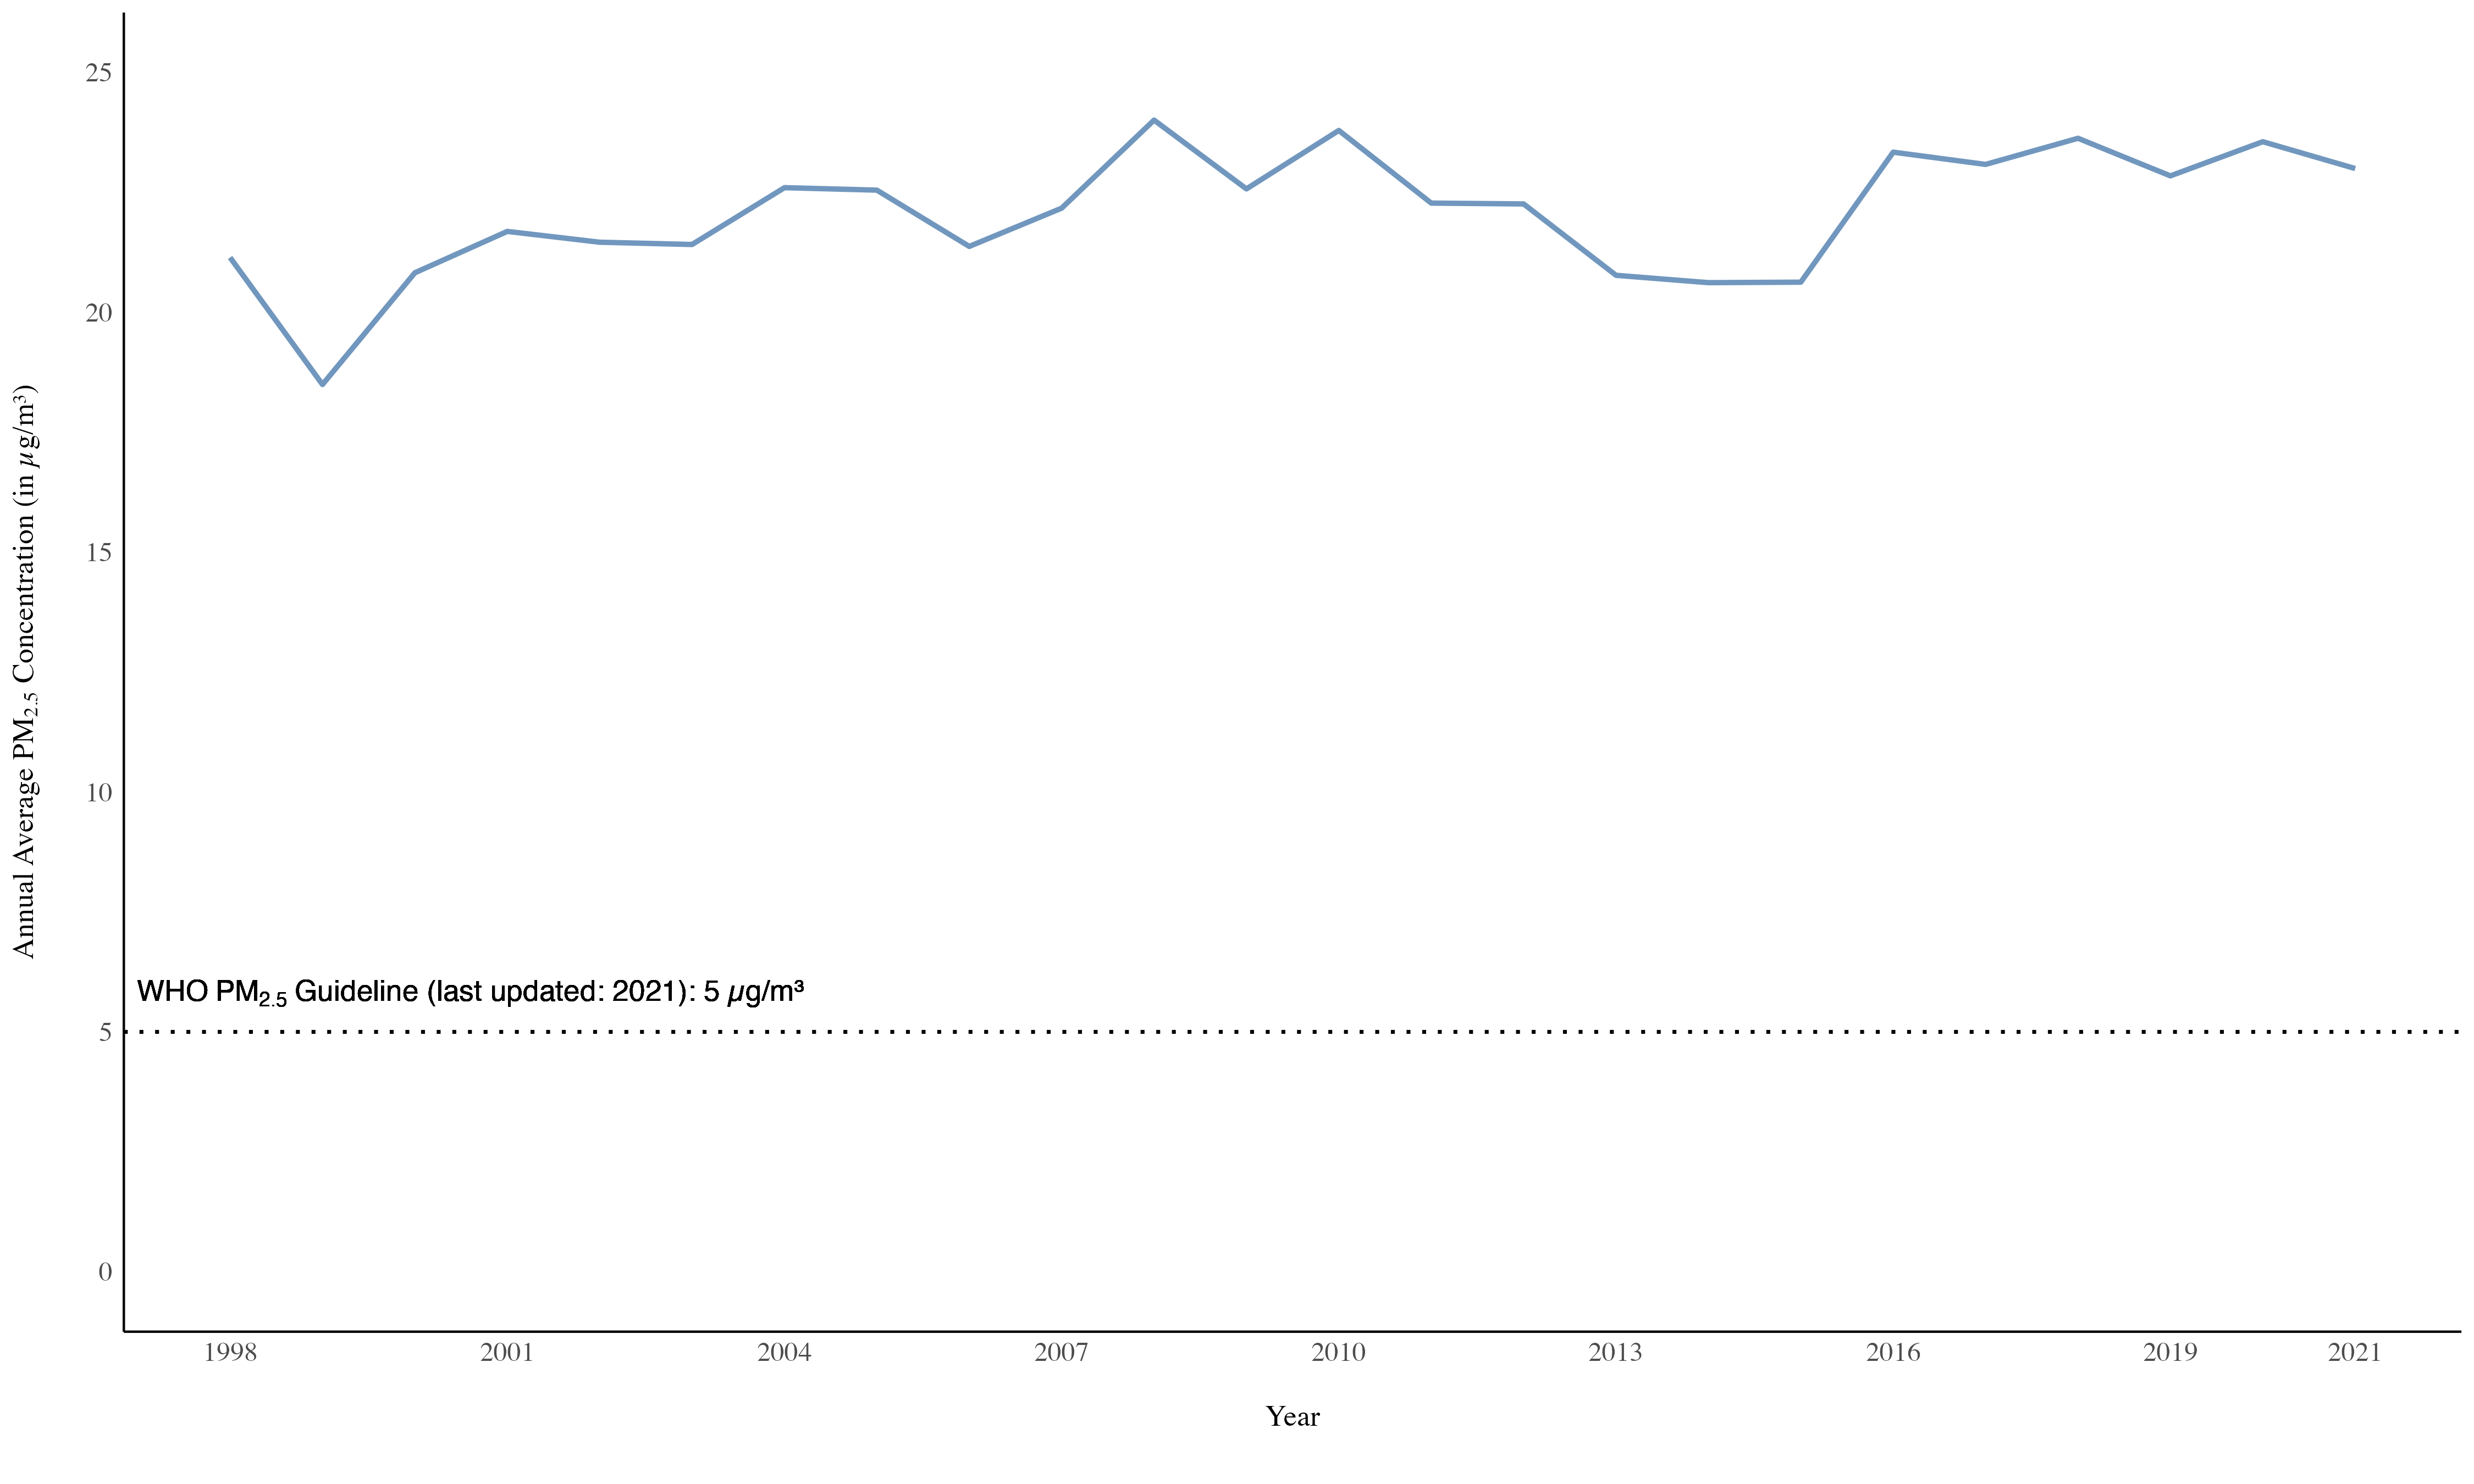 Annual Average PM₂.₅ Concentration (in µg/m³)
25
20
15
10
5
0
WHO PM₂.₅ Guideline (last updated: 2021): 5 µg/m³
1998 2001 2004 2007 2010 2013 2016 2019 2021
Year